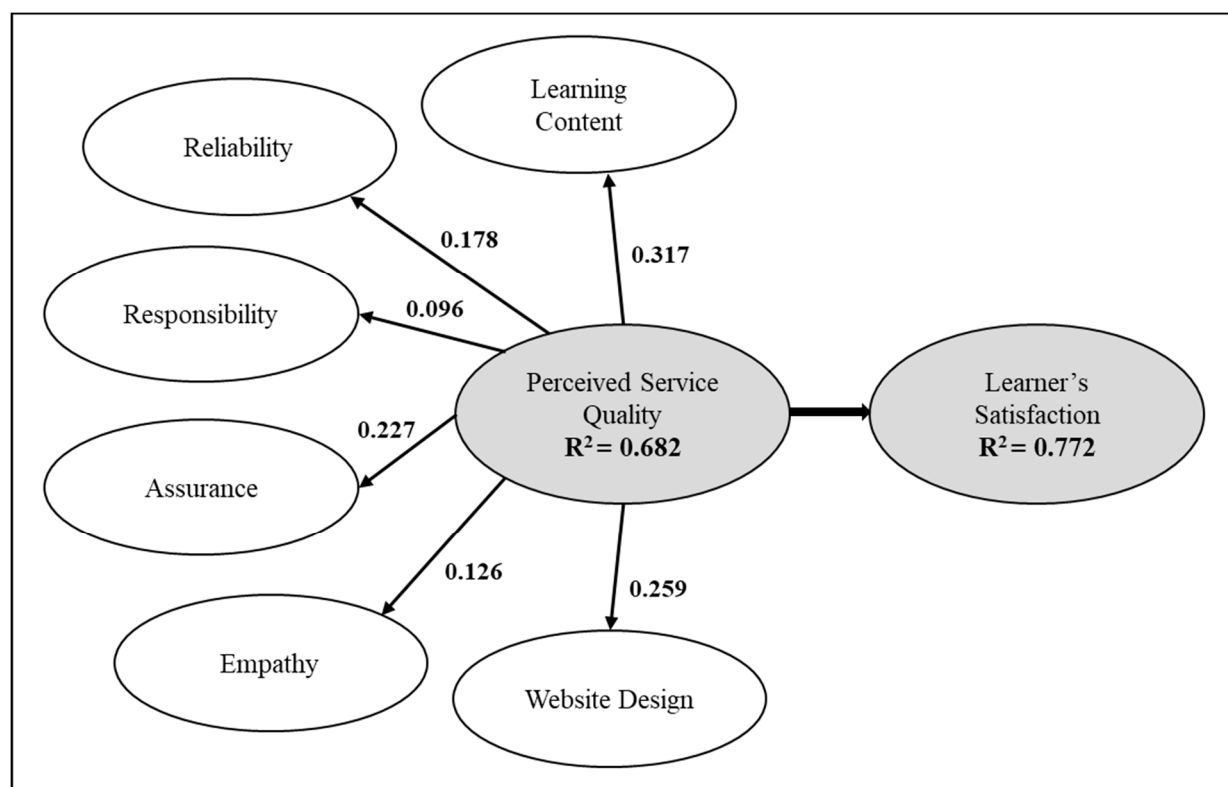 Learning
Content
Reliability
0.178
0.317
Responsibility
0.096
Perceived Service
Quality
R² = 0.682
Learner’s
Satisfaction
R² = 0.772
0.227
Assurance
0.126
0.259
Empathy
Website Design